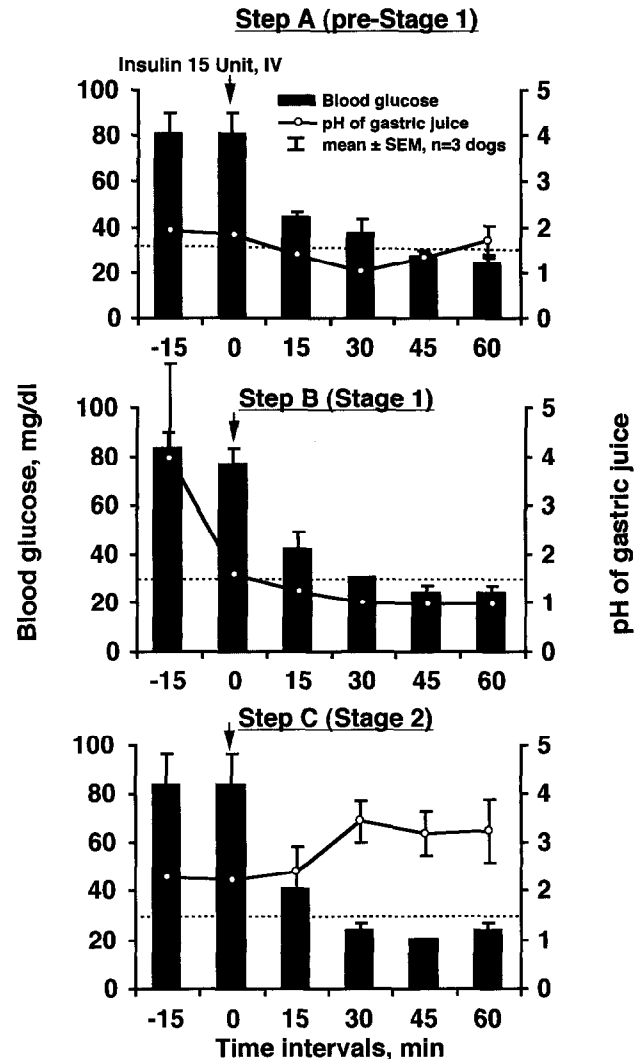 Step A (pre-Stage 1)
Insulin 15 Unit, IV
Blood glucose
pH of gastric juice
mean ± SEM, n=3 dogs
100
80
60
40
20
0
5
4
3
2
1
0
-15 0 15 30 45 60
Step B (Stage 1)
100
80
60
40
20
0
5
4
3
2
1
0
-15 0 15 30 45 60
Blood glucose, mg/dl
pH of gastric juice
Step C (Stage 2)
100
80
60
40
20
0
5
4
3
2
1
0
-15 0 15 30 45 60
Time intervals, min